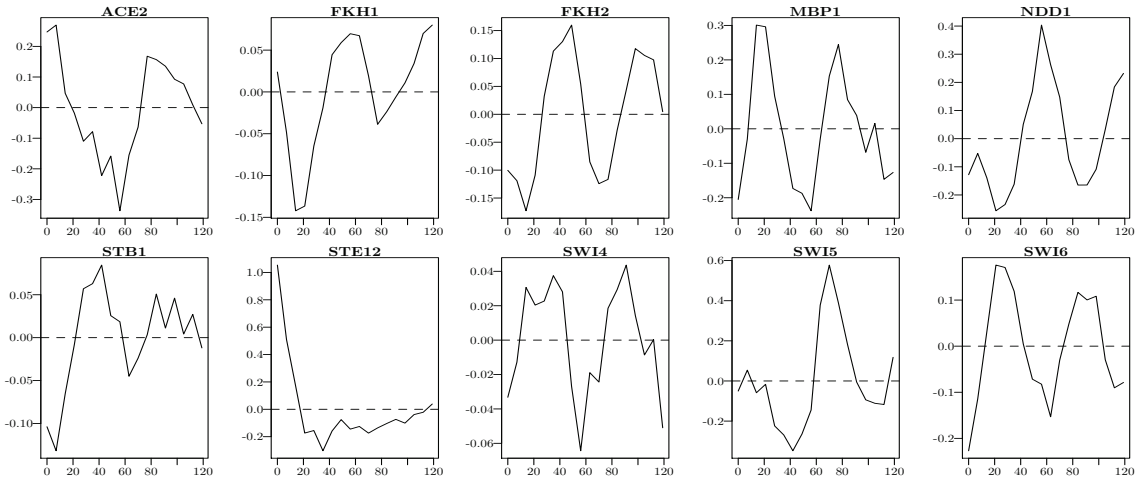 ACE2 FKH1 FKH2 MBP1 NDD1
0.2 0.1 0.0 -0.1 -0.2 -0.3
0.05 0.00 -0.05 -0.10 -0.15
0.15 0.10 0.05 0.00 -0.05 -0.10 -0.15
0.3 0.2 0.1 0.0 -0.1 -0.2
0.4 0.3 0.2 0.1 0.0 -0.1 -0.2
0 20 40 60 80 120 0 20 40 60 80 120 0 20 40 60 80 120 0 20 40 60 80 120 0 20 40 60 80 120
STB1 STE12 SWI4 SWI5 SWI6
0.05 0.00 -0.05 -0.10
1.0 0.8 0.6 0.4 0.2 0.0 -0.2
0.04 0.02 0.00 -0.02 -0.04 -0.06
0.6 0.4 0.2 0.0 -0.2
0.1 0.0 -0.1 -0.2
0 20 40 60 80 120 0 20 40 60 80 120 0 20 40 60 80 120 0 20 40 60 80 120 0 20 40 60 80 120